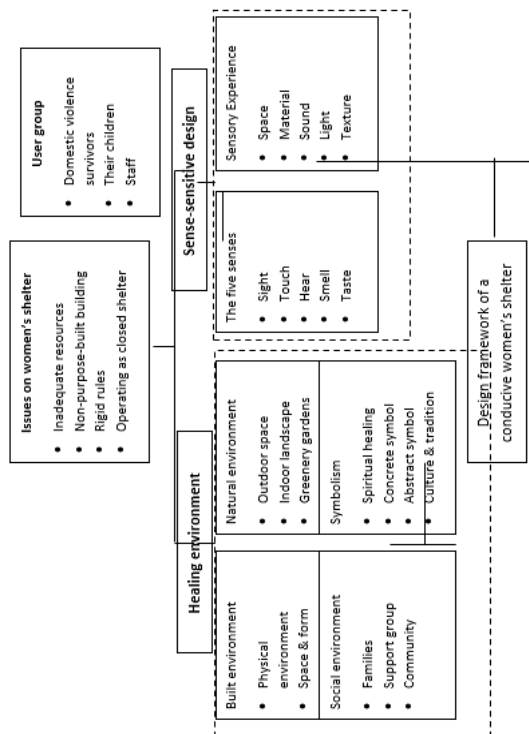 Issues on women's shelter
• Inadequate resources
• Non-purpose-built building
• Rigid rules
• Operating as closed shelter
User group
• Domestic violence
survivors
• Their children
• Staff
Healing environment
Built environment
• Physical
environment
• Space & form
Natural environment
• Outdoor space
• Indoor landscape
• Greenery gardens
Social environment
• Families
• Support group
• Community
Symbolism
• Spiritual healing
• Concrete symbol
• Abstract symbol
• Culture & tradition
Sense-sensitive design
The five senses
• Sight
• Touch
• Hear
• Smell
• Taste
Sensory Experience
• Space
• Material
• Sound
• Light
• Texture
Design framework of a
conducive women's shelter